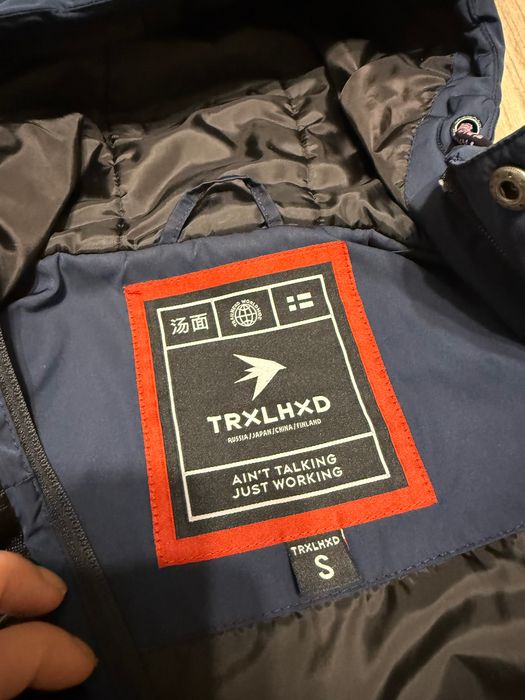 汤面
TRXLHXD
RUSSIA/JAPAN/CHINA/FINLAND
AIN'T TALKING
JUST WORKING
TRXLHXD
S